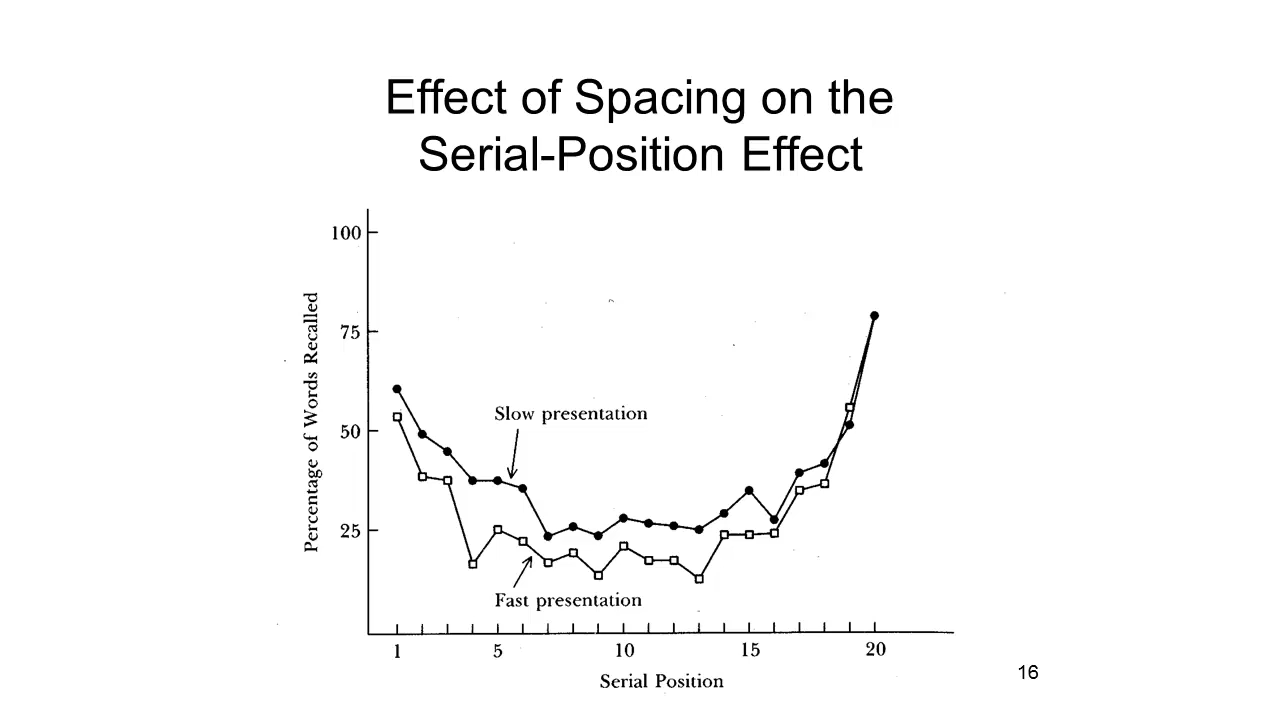 Effect of Spacing on the
Serial-Position Effect
100
75
50
25
Percentage of Words Recalled
Slow presentation
Fast presentation
1 5 10 15 20
Serial Position
16